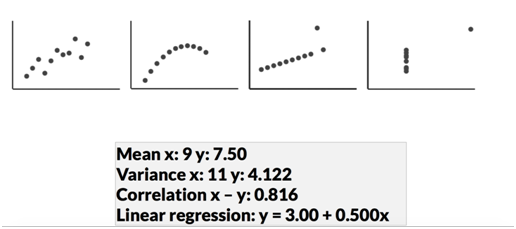 Mean x: 9 y: 7.50
Variance x: 11 y: 4.122
Correlation x – y: 0.816
Linear regression: y = 3.00 + 0.500x